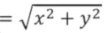 = √x2 + y2